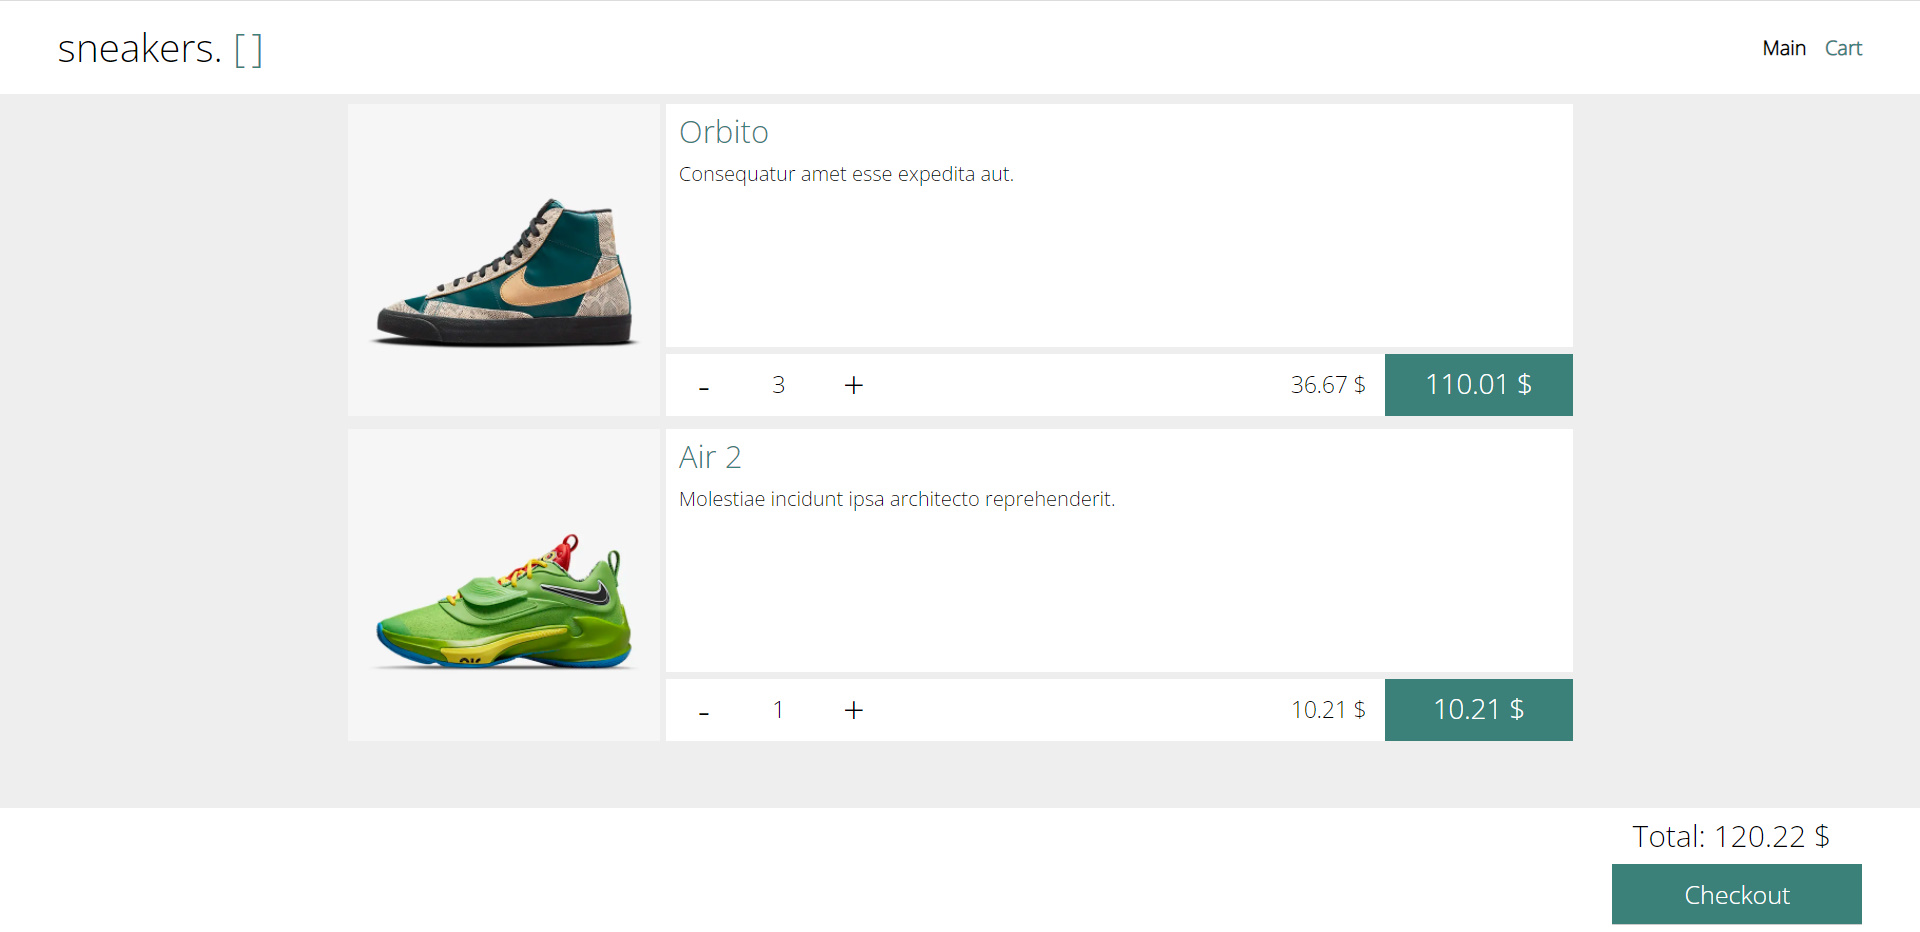 sneakers. [ ]
Main Cart
Orbito
Consequatur amet esse expedita aut.
- 3 + 36.67 $ 110.01 $
Air 2
Molestiae incidunt ipsa architecto reprehenderit.
- 1 + 10.21 $ 10.21 $
Total: 120.22 $
Checkout